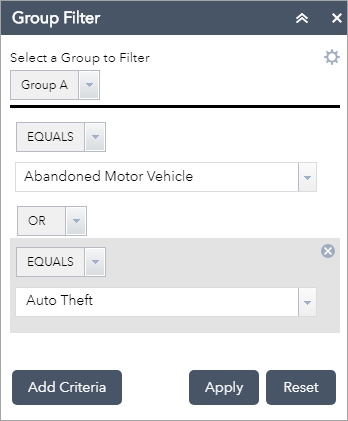 Group Filter
Select a Group to Filter
Group A
EQUALS
Abandoned Motor Vehicle
OR
EQUALS
Auto Theft
Add Criteria Apply Reset